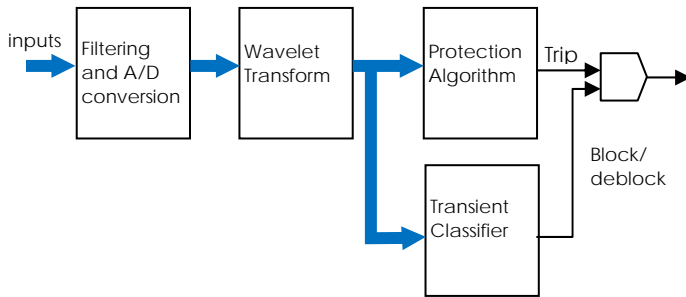 inputs
Filtering
and A/D
conversion
Wavelet
Transform
Protection
Algorithm
Trip
Block/
deblock
Transient
Classifier